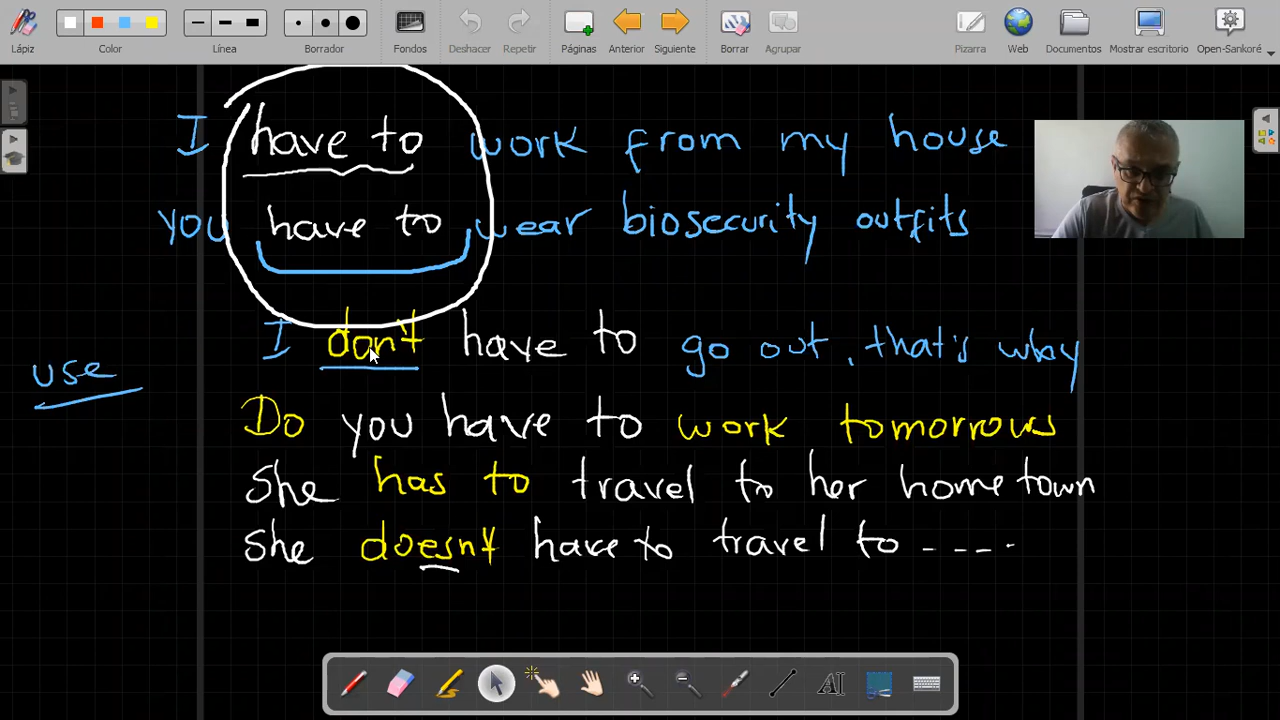 Lápiz Color Línea Borrador Fondos Deshacer Repetir Páginas Anterior Siguiente Borrar Agrupar Pizarra Web Documentos Mostrar escritorio Open-Sankoré
I have to work from my house
you have to wear biosecurity outfits
I don't have to go out, that's why
use
Do you have to work tomorrows
She has to travel to her hometown
She doesn't have to travel to ----
AI